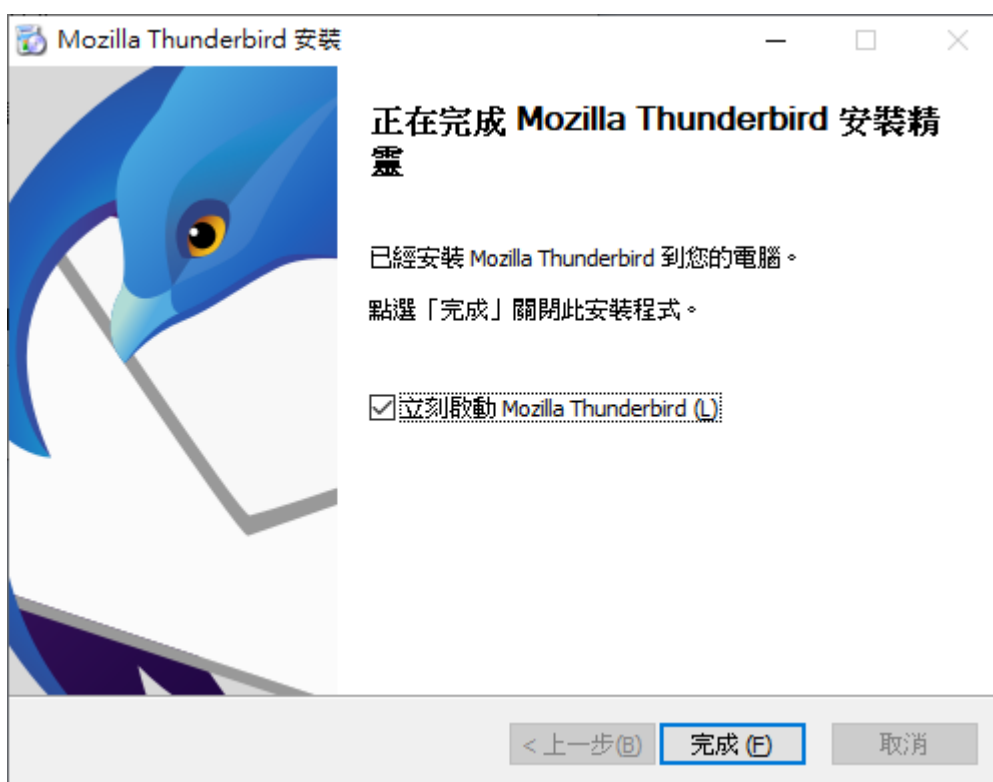 Mozilla Thunderbird 安裝
正在完成 Mozilla Thunderbird 安裝精
靈
已經安裝 Mozilla Thunderbird 到您的電腦。
點選「完成」關閉此安裝程式。
立刻啟動 Mozilla Thunderbird (L)
< 上一步(B) 完成 (F) 取消